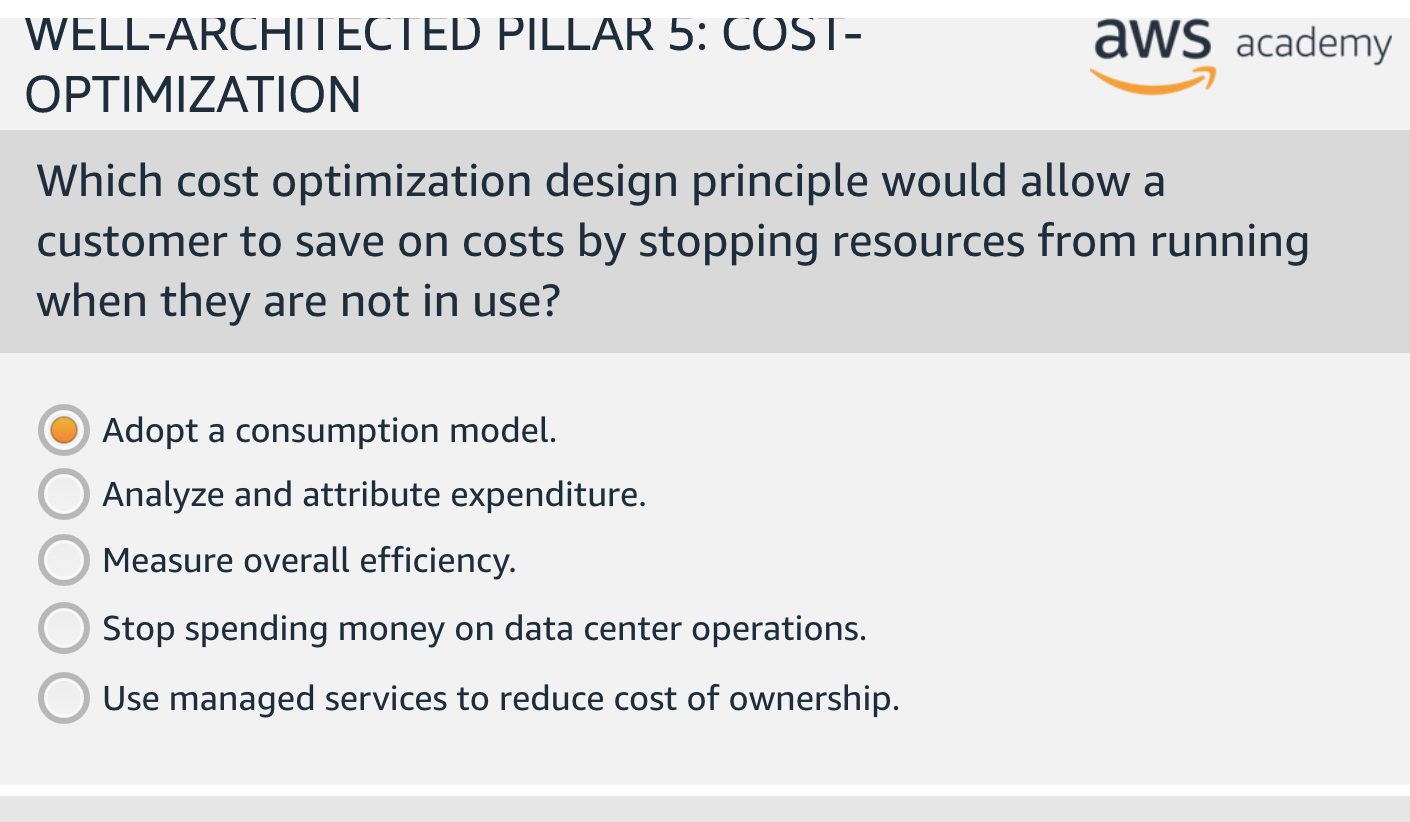 WELL-ARCHITECTED PILLAR 5: COST-
OPTIMIZATION
aws academy
Which cost optimization design principle would allow a
customer to save on costs by stopping resources from running
when they are not in use?
Adopt a consumption model.
Analyze and attribute expenditure.
Measure overall efficiency.
Stop spending money on data center operations.
Use managed services to reduce cost of ownership.